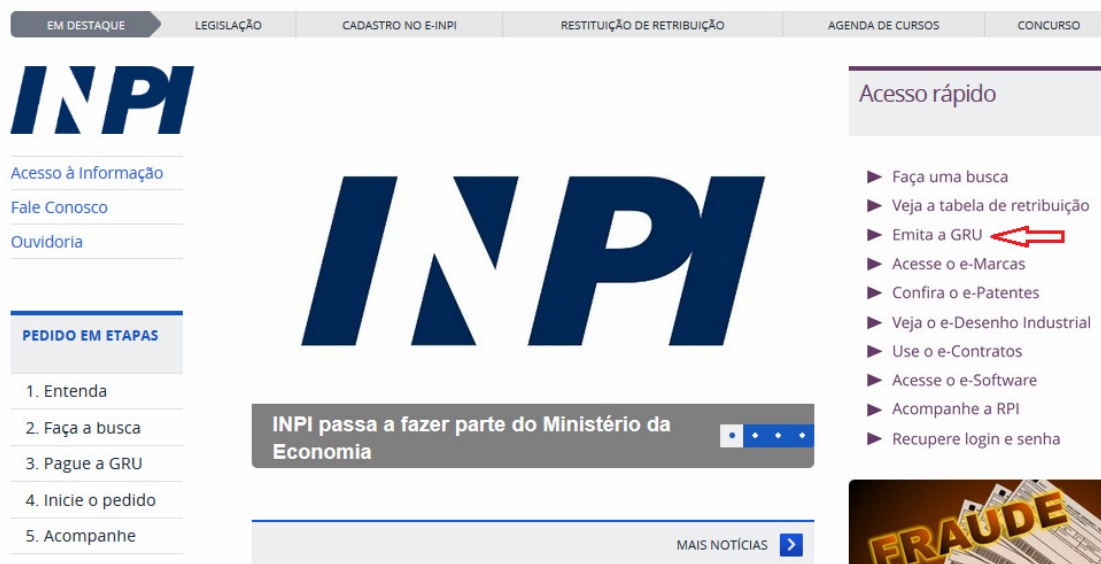 EM DESTAQUE
LEGISLAÇÃO
CADASTRO NO E-INPI
RESTITUIÇÃO DE RETRIBUIÇÃO
AGENDA DE CURSOS
CONCURSO
INPI
Acesso à Informação
Fale Conosco
Ouvidoria
PEDIDO EM ETAPAS
1. Entenda
2. Faça a busca
3. Pague a GRU
4. Inicie o pedido
5. Acompanhe
INPI
INPI passa a fazer parte do Ministério da
Economia
MAIS NOTÍCIAS
Acesso rápido
Faça uma busca
Veja a tabela de retribuição
Emita a GRU
Acesse o e-Marcas
Confira o e-Patentes
Veja o e-Desenho Industrial
Use o e-Contratos
Acesse o e-Software
Acompanhe a RPI
Recupere login e senha
FRAUDE